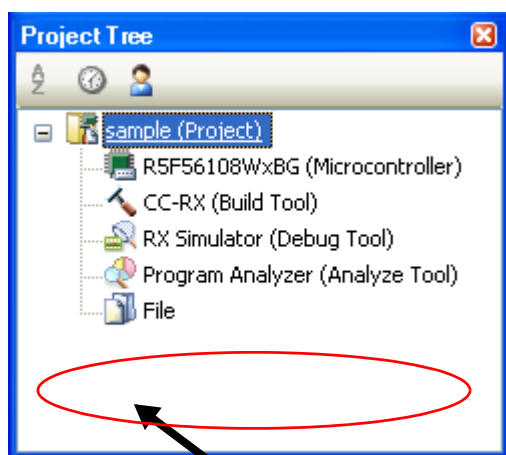 Project Tree
A
Z
sample (Project)
R5F56108WxBG (Microcontroller)
CC-RX (Build Tool)
RX Simulator (Debug Tool)
Program Analyzer (Analyze Tool)
File